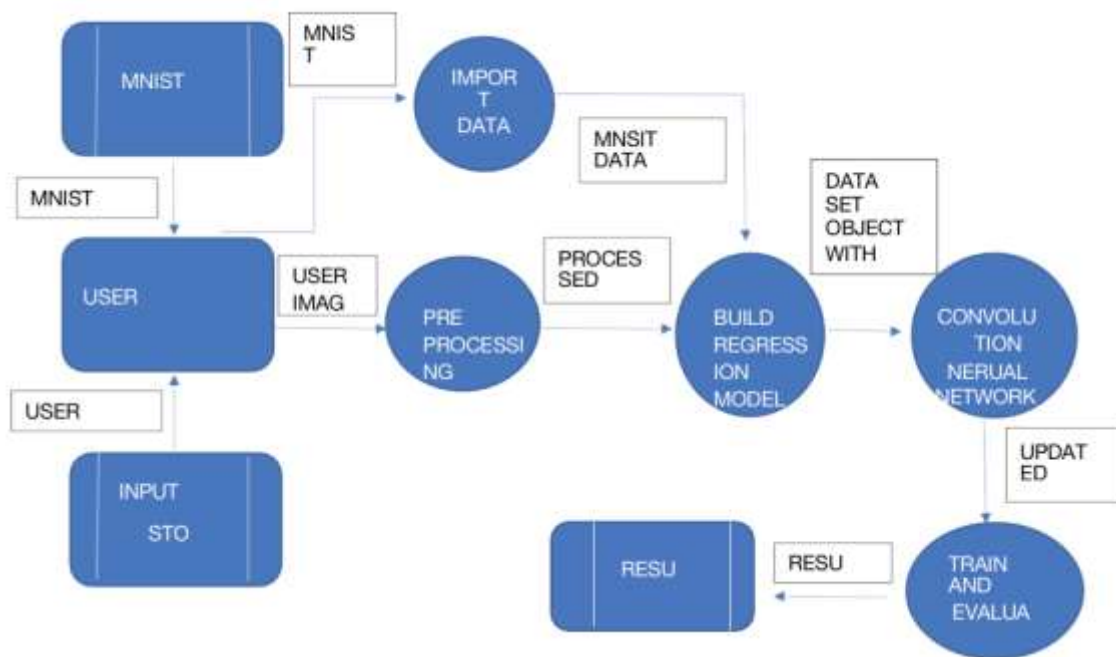 MNIST
MNIS
T
IMPOR
T
DATA
MNSIT
DATA
MNIST
DATA
SET
OBJECT
WITH
USER
USER
IMAG
PRE
PROCESSI
NG
PROCES
SED
BUILD
REGRESS
ION
MODEL
CONVOLU
TION
NERUAL
NETWORK
USER
INPUT
STO
UPDAT
ED
RESU
RESU
TRAIN
AND
EVALUA